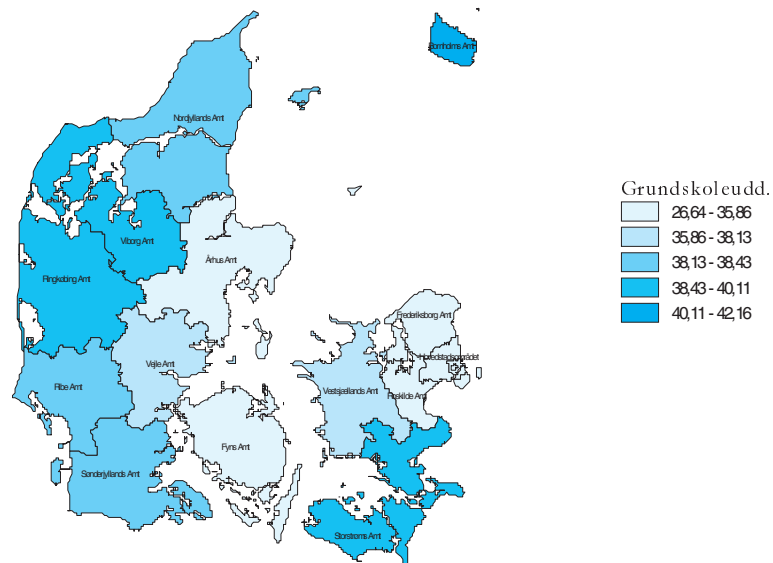 Bornholms Amt
Nordjyllands Amt
Viborg Amt
Århus Amt
Ringkøbing Amt
Frederiksborg Amt
Hovedstadsområdet
Vejle Amt
Ribe Amt
Vestsjællands Amt
Roskilde Amt
Fyns Amt
Sønderjyllands Amt
Storstrøms Amt
Grundskoleudd.
26,64 - 35,86
35,86 - 38,13
38,13 - 38,43
38,43 - 40,11
40,11 - 42,16